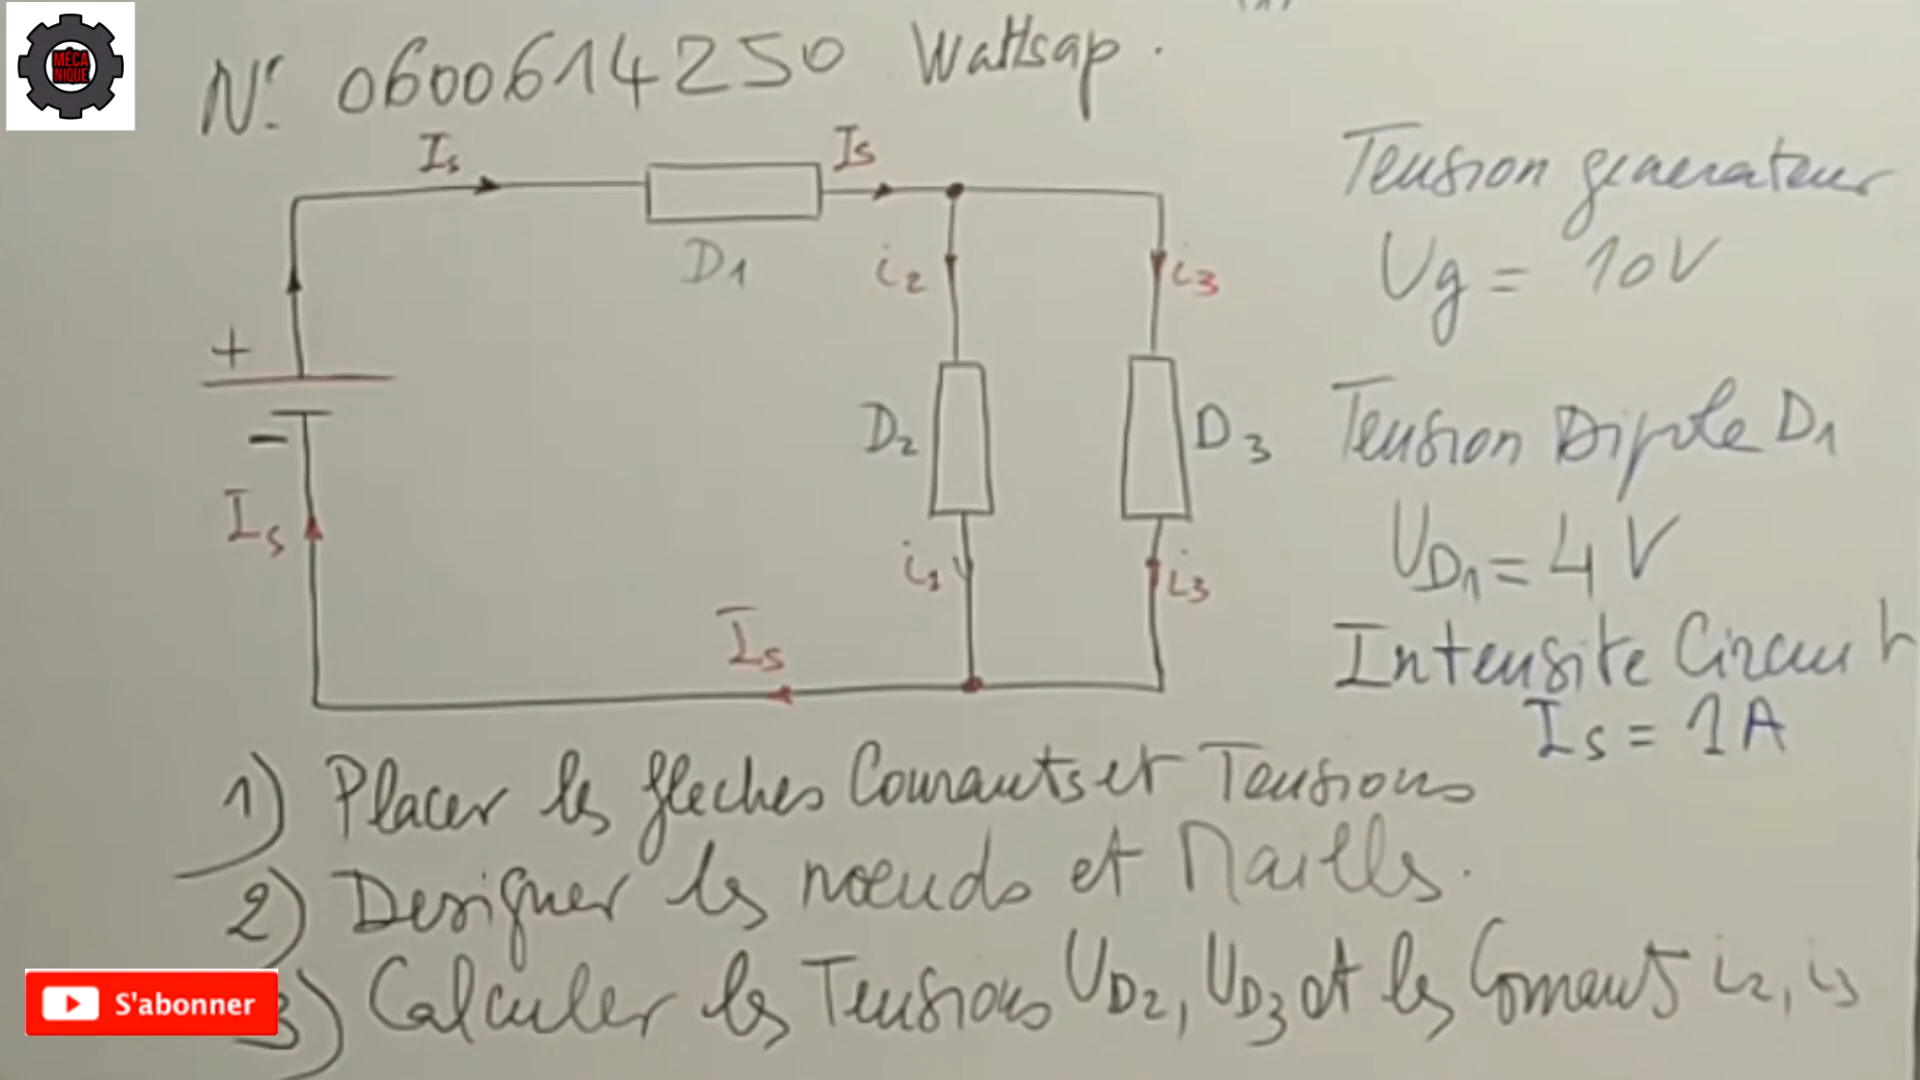 MÉCA
NIQUE
N° 0600614250 Wattsap.
Is
Is
D1
i2
i3
+
-
D2
D3
Is
i2
i3
Is
Tension generateur
Ug = 10V
Tension Dipole D1
UD1 = 4 V
Intensite Circuit
Is = 1A
1) Placer les fleches Courants et Tensions
2) Designer les nœuds et Mailles.
3) Calculer les Tensions UD2, UD3 et les Comants i2, i3
S'abonner